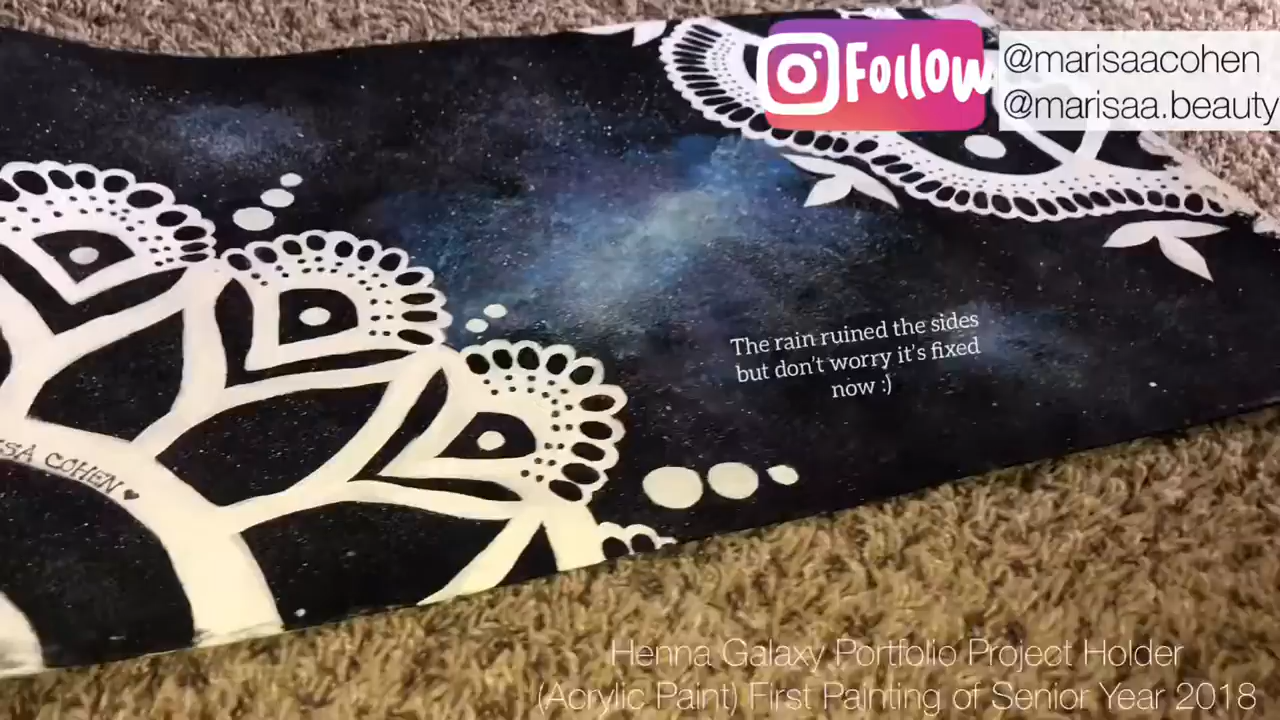 Follow
@marisaacohen
@marisaa.beauty
The rain ruined the sides
but don't worry it's fixed
now :)
COHEN
Henna Galaxy Portfolio Project Holder
(Acrylic Paint) First Painting of Senior Year 2018